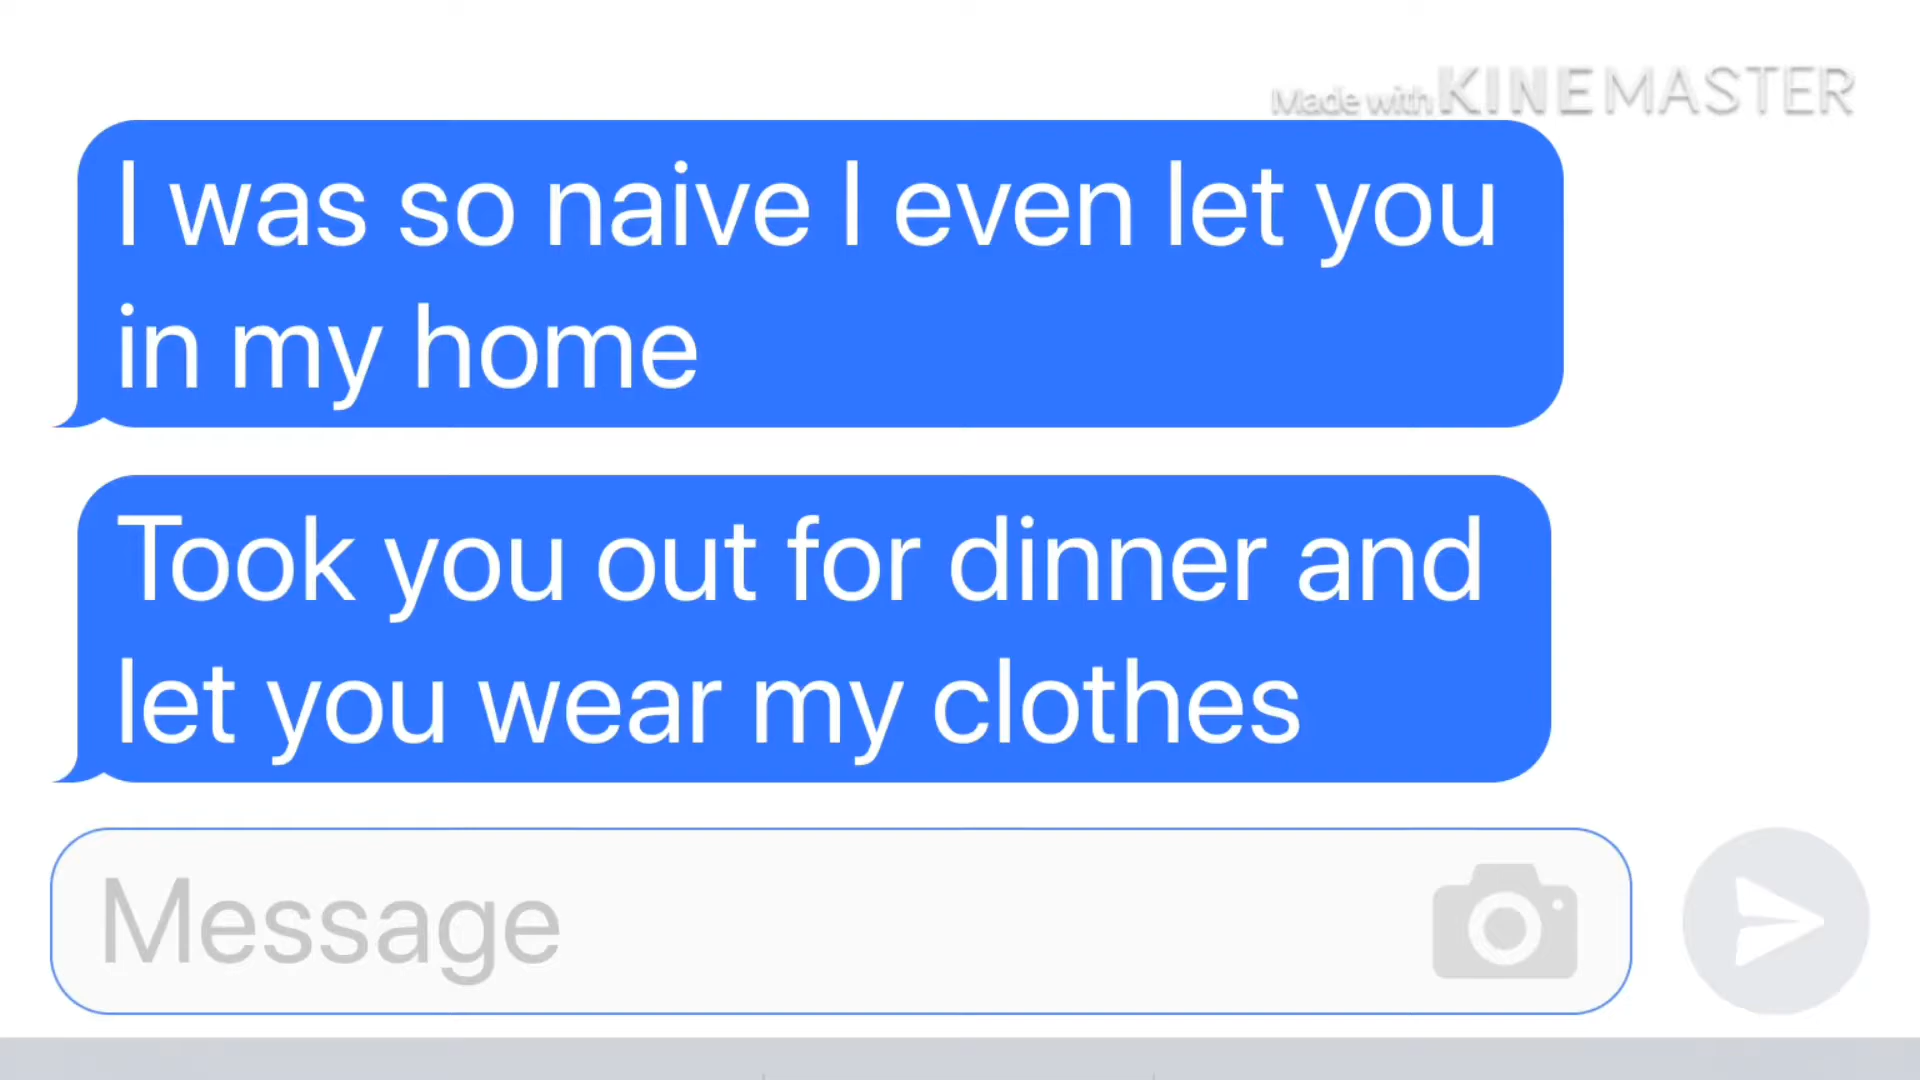 Made with KINEMASTER
I was so naive I even let you
in my home
Took you out for dinner and
let you wear my clothes
Message